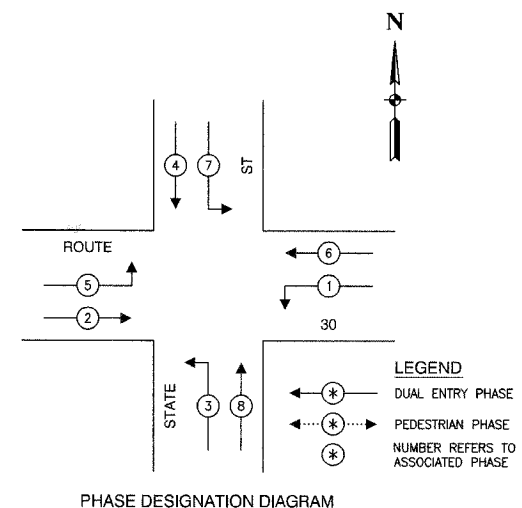 N
4 7
ST
ROUTE
6
5
1
2
30
STATE
3 8
LEGEND
* DUAL ENTRY PHASE
* PEDESTRIAN PHASE
* NUMBER REFERS TO
ASSOCIATED PHASE
PHASE DESIGNATION DIAGRAM